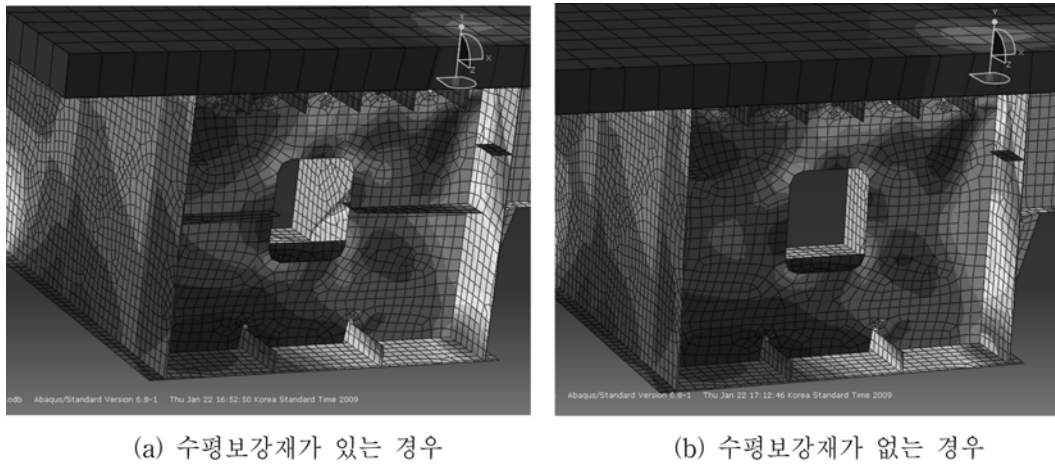 Y
X
Z
.odb Abaqus/Standard Version 6.8-1 Thu Jan 22 16:52:50 Korea Standard Time 2009
(a) 수평보강재가 있는 경우
Y
X
Z
Abaqus/Standard Version 6.8-1 Thu Jan 22 17:12:46 Korea Standard Time 2009
(b) 수평보강재가 없는 경우